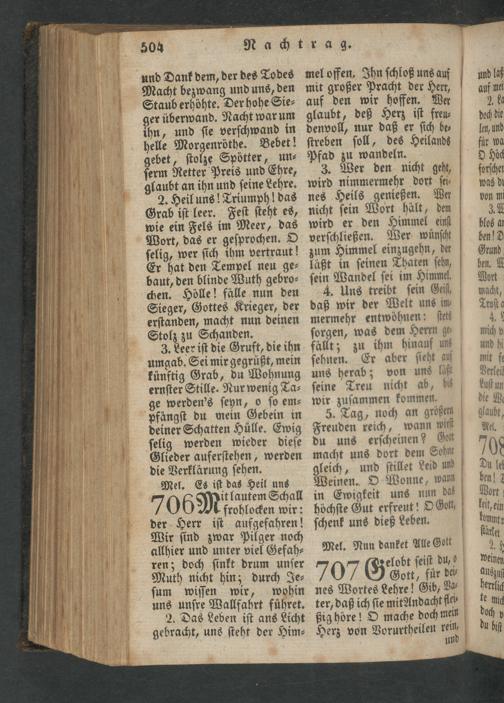 504
Nachtrag.
und Dank dem, der des Todes
Macht bezwang und uns, den
Staub erhöhte. Der hohe Sie-
ger überwand. Nacht war um
ihn, und sie verschwand in
helle Morgenröthe. Bebet!
gebet, stolze Spötter, un-
serm Retter Preis und Ehre,
glaubt an ihn und seine Lehre.
2. Heil uns! Triumph! das
Grab ist leer. Fest steht es,
wie ein Fels im Meer, das
Wort, das er gesprochen. O
selig, wer sich ihm vertraut!
Er hat den Tempel neu ge-
baut, den blinde Wuth gebro-
chen. Hölle! fälle nun den
Sieger, Gottes Krieger, der
erstanden, macht nun deinen
Stolz zu Schanden.
3. Leer ist die Gruft, die ihn
umgab. Sei mir gegrüßt, mein
künftig Grab, du Wohnung
ernster Stille. Nur wenig Ta-
ge werden's seyn, o so em-
pfängst du mein Gebein in
deiner Schatten Hülle. Ewig
selig werden wieder diese
Glieder auferstehen, werden
die Verklärung sehen.
Mel. Es ist das Heil uns
706 Mit lautem Schall
frohlocken wir:
der Herr ist aufgefahren!
Wir sind zwar Pilger noch
allhier und unter viel Gefah-
ren; doch sinkt drum unser
Muth nicht hin; durch Je-
sum wissen wir, wohin
uns unsre Wallfahrt führet.
2. Das Leben ist ans Licht
gebracht, uns steht der Him-
mel offen. Ihn schloß uns auf
mit großer Pracht der Herr,
auf den wir hoffen. Wer
glaubt, deß Herz ist freu-
denvoll, nur daß er sich be-
streben soll, des Heilands
Pfad zu wandeln.
3. Wer den nicht geht,
wird nimmermehr dort sei-
nes Heils genießen. Wer
nicht sein Wort hält, dem
wird er den Himmel einst
verschließen. Wer wünscht
zum Himmel einzugehn, der
läßt in seinen Thaten sehn,
sein Wandel sei im Himmel.
4. Uns treibt sein Geist,
daß wir der Welt uns im-
mermehr entwöhnen: stets
sorgen, was dem Herrn ge-
fällt; zu ihm hinauf uns
sehnen. Er aber sieht auf
uns herab; von uns läßt
seine Treu nicht ab, bis
wir zusammen kommen.
5. Tag, noch an größern
Freuden reich, wann wirst
du uns erscheinen? Gott
macht uns dort dem Sohne
gleich, und stillet Leid und
Weinen. O Wonne, wann
in Ewigkeit uns nun das
höchste Gut erfreut! O Gott,
schenk uns dieß Leben.
Mel. Nun danket Alle Gott
707 Gelobt seist du, o
Gott, für dei-
nes Wortes Lehre! Gib, Va-
ter, daß ich sie mit Andacht flei-
ßig höre! O mache doch mein
Herz von Vorurtheilen rein,
und